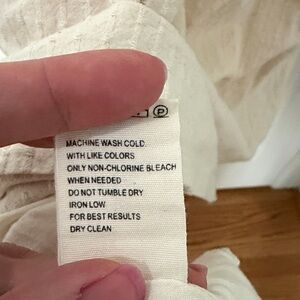 P
MACHINE WASH COLD
WITH LIKE COLORS
ONLY NON-CHLORINE BLEACH
WHEN NEEDED
DO NOT TUMBLE DRY
IRON LOW
FOR BEST RESULTS
DRY CLEAN